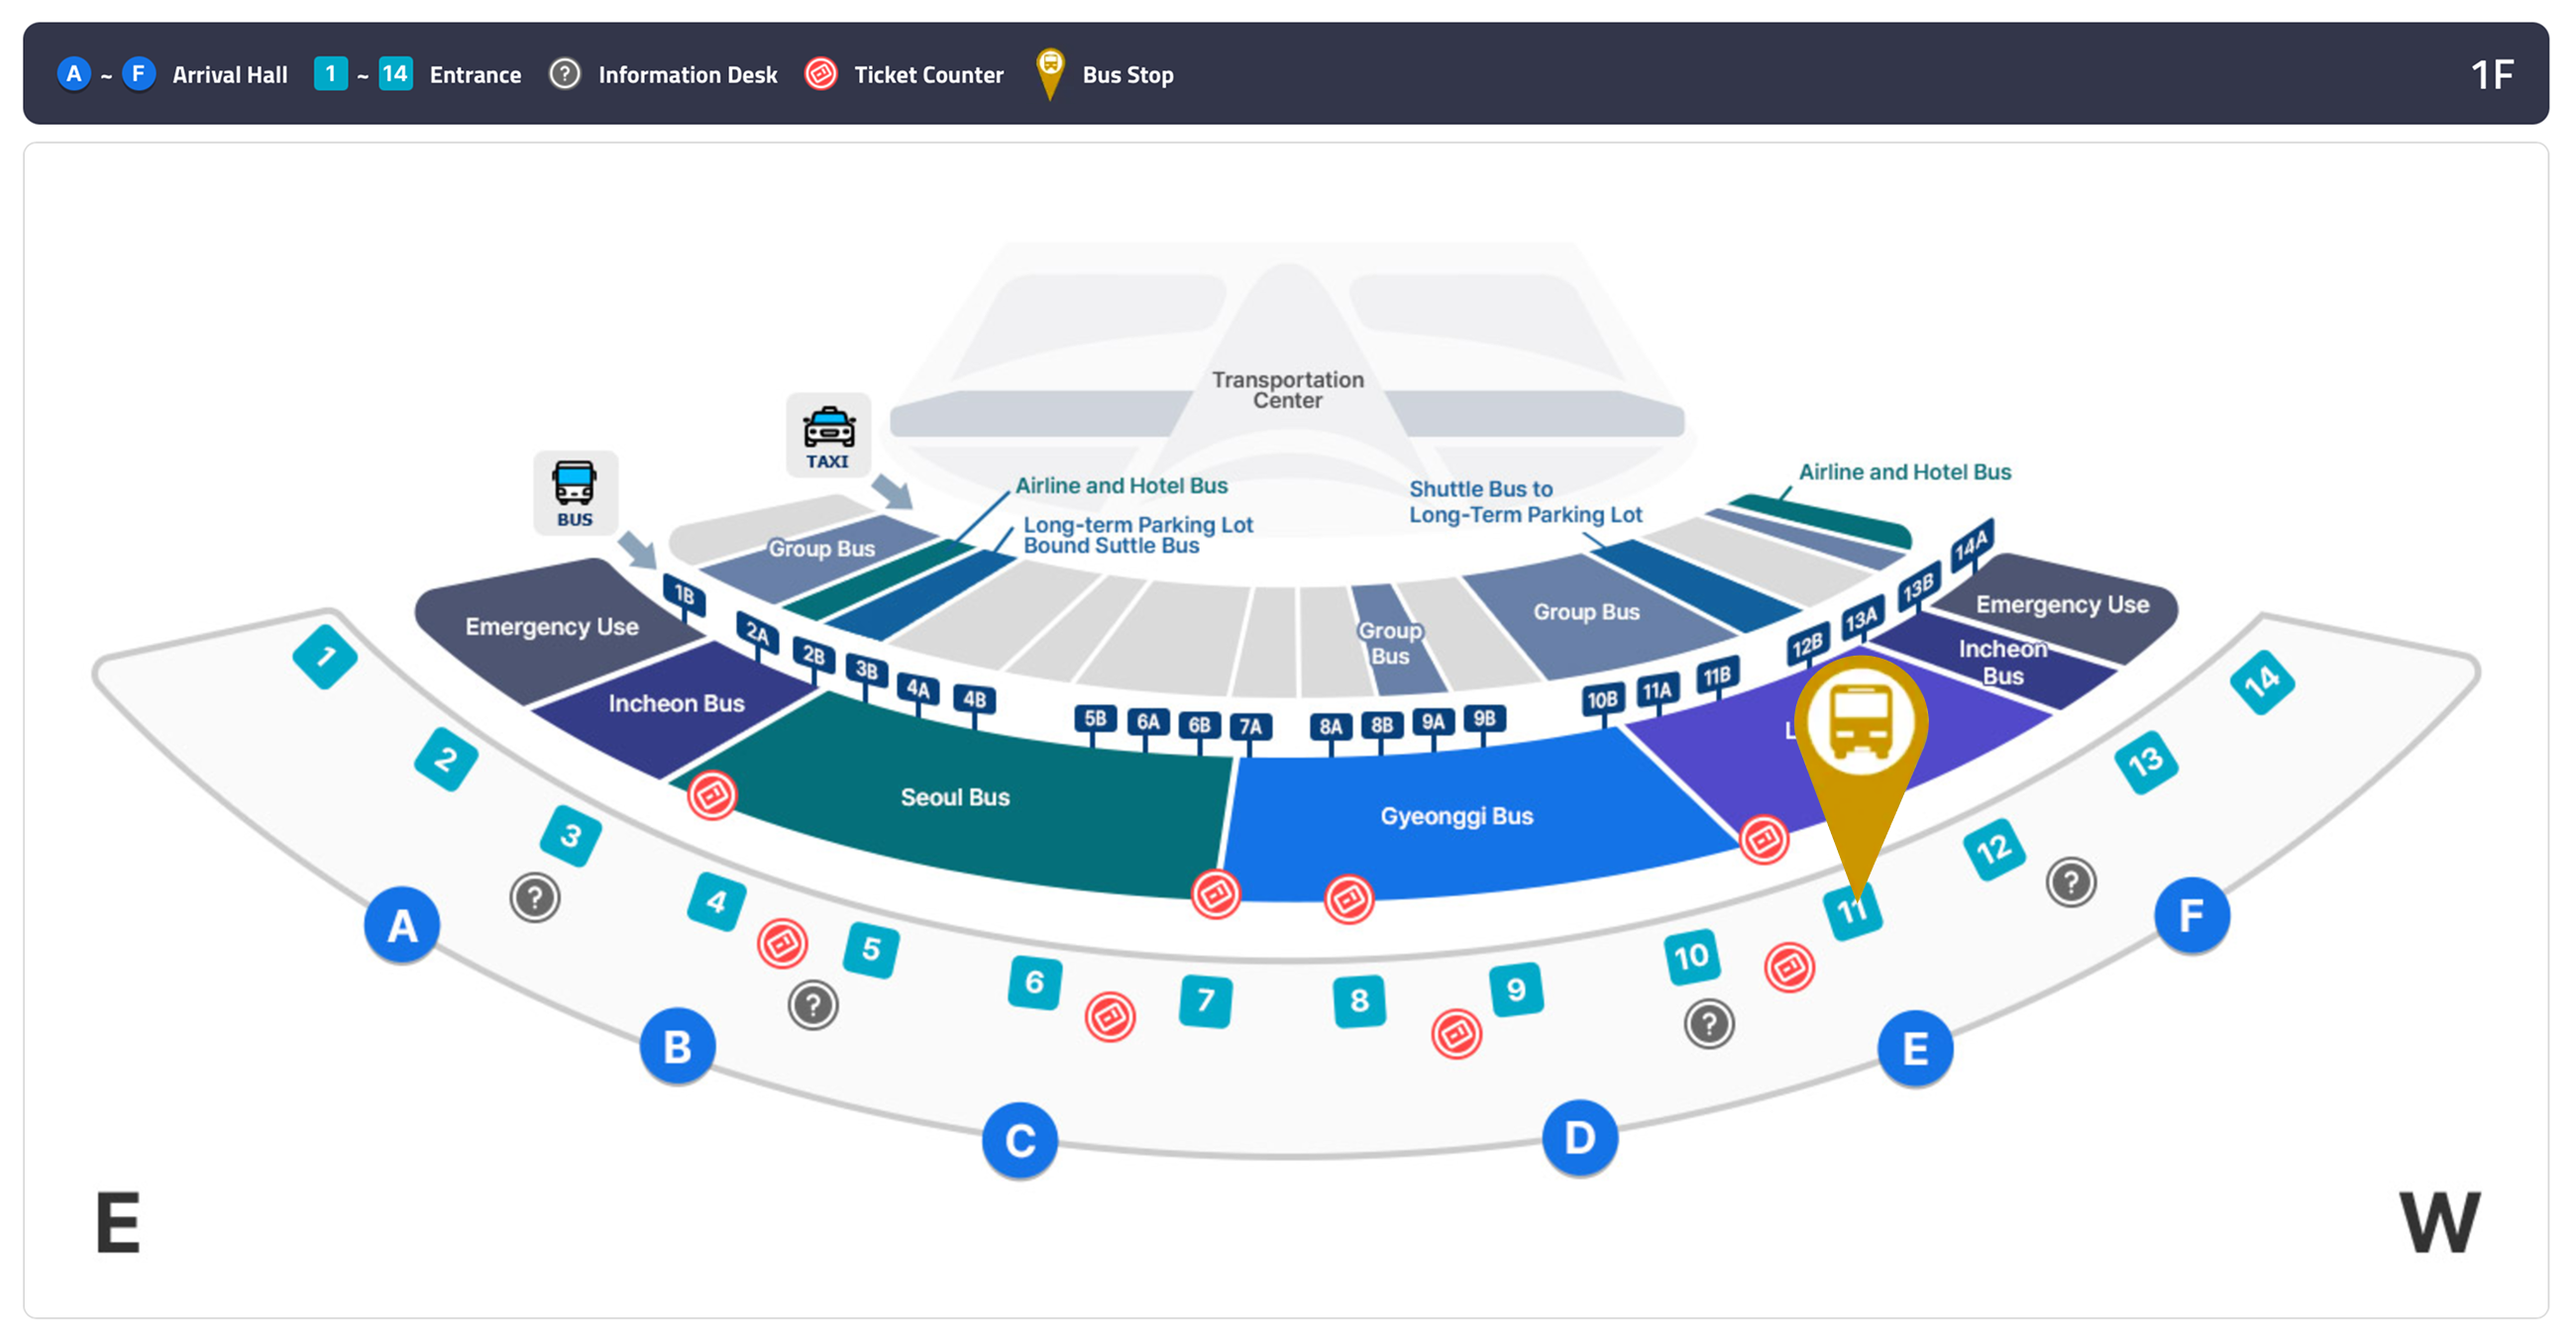 A ~ F Arrival Hall 1 ~ 14 Entrance ? Information Desk Ticket Counter Bus Stop 1F
Transportation
Center
TAXI
BUS
Airline and Hotel Bus
Long-term Parking Lot
Bound Suttle Bus
Shuttle Bus to
Long-Term Parking Lot
Airline and Hotel Bus
Group Bus
Group
Bus
Group Bus
1B
2A
2B
3B
4A
4B
5B
6A
6B
7A
8A
8B
9A
9B
10B
11A
11B
12B
13A
13B
14A
Emergency Use
Incheon Bus
Seoul Bus
Gyeonggi Bus
L
Incheon
Bus
Emergency Use
1
2
3
?
4
5
?
6
7
8
9
10
?
11
12
?
13
14
A
B
C
D
E
F
E
W